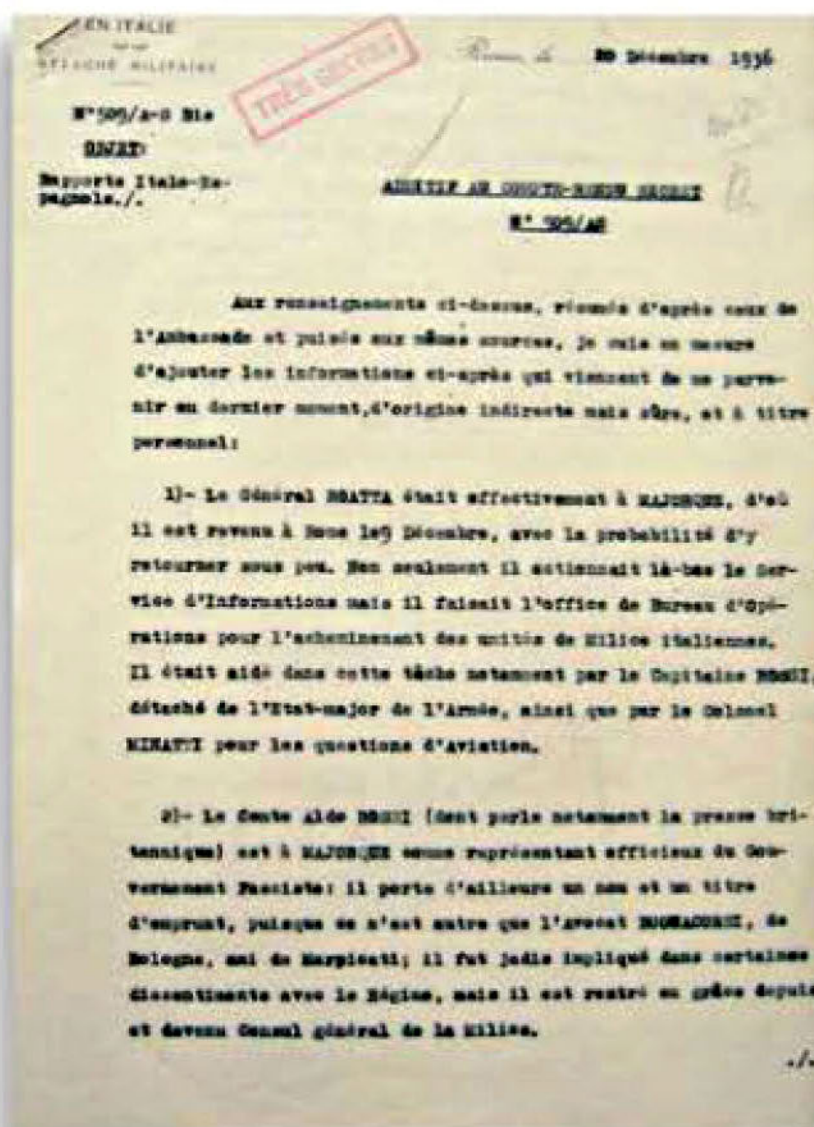 EN ITALIE
ATTACHÉ MILITAIRE
TRÈS SECRET
Rome, le 20 Décembre 1936
N°505/A-S Bis
OBJET:
Rapports Italo-Es-
pagnols./.
ADDITIF AU COMPTE-RENDU SECRET
N° 505/AS
Aux renseignements ci-dessus, résumés d'après ceux de
l'Ambassade et puisés aux mêmes sources, je suis en mesure
d'ajouter les informations ci-après qui viennent de me parve-
nir au dernier moment, d'origine indirecte mais sûre, et à titre
personnel:
1)- Le Général ROATTA était effectivement à MAJORQUE, d'où
il est revenu à Rome le9 Décembre, avec la probabilité d'y
retourner sous peu. Non seulement il actionnait là-bas le Ser-
vice d'Informations mais il faisait l'office de Bureau d'Opé-
rations pour l'acheminement des unités de Milice italiennes.
Il était aidé dans cette tâche notamment par le Capitaine ROSSI,
détaché de l'Etat-major de l'Armée, ainsi que par le Colonel
pour les questions d'Aviation.
2)- Le Comte Aldo ROSSI (dont parle notamment la presse bri-
tannique) est à MAJORQUE comme représentant officieux du Gou-
vernement Fasciste: il porte d'ailleurs un nom et un titre
d'emprunt, puisque ce n'est autre que l'Avocat BONACORSI, de
Bologne, ami de Marpicati; il fut jadis impliqué dans certaines
dissentiments avec le Régime, mais il est rentré en grâce depuis
et devenu Consul général de la Milice.
./.